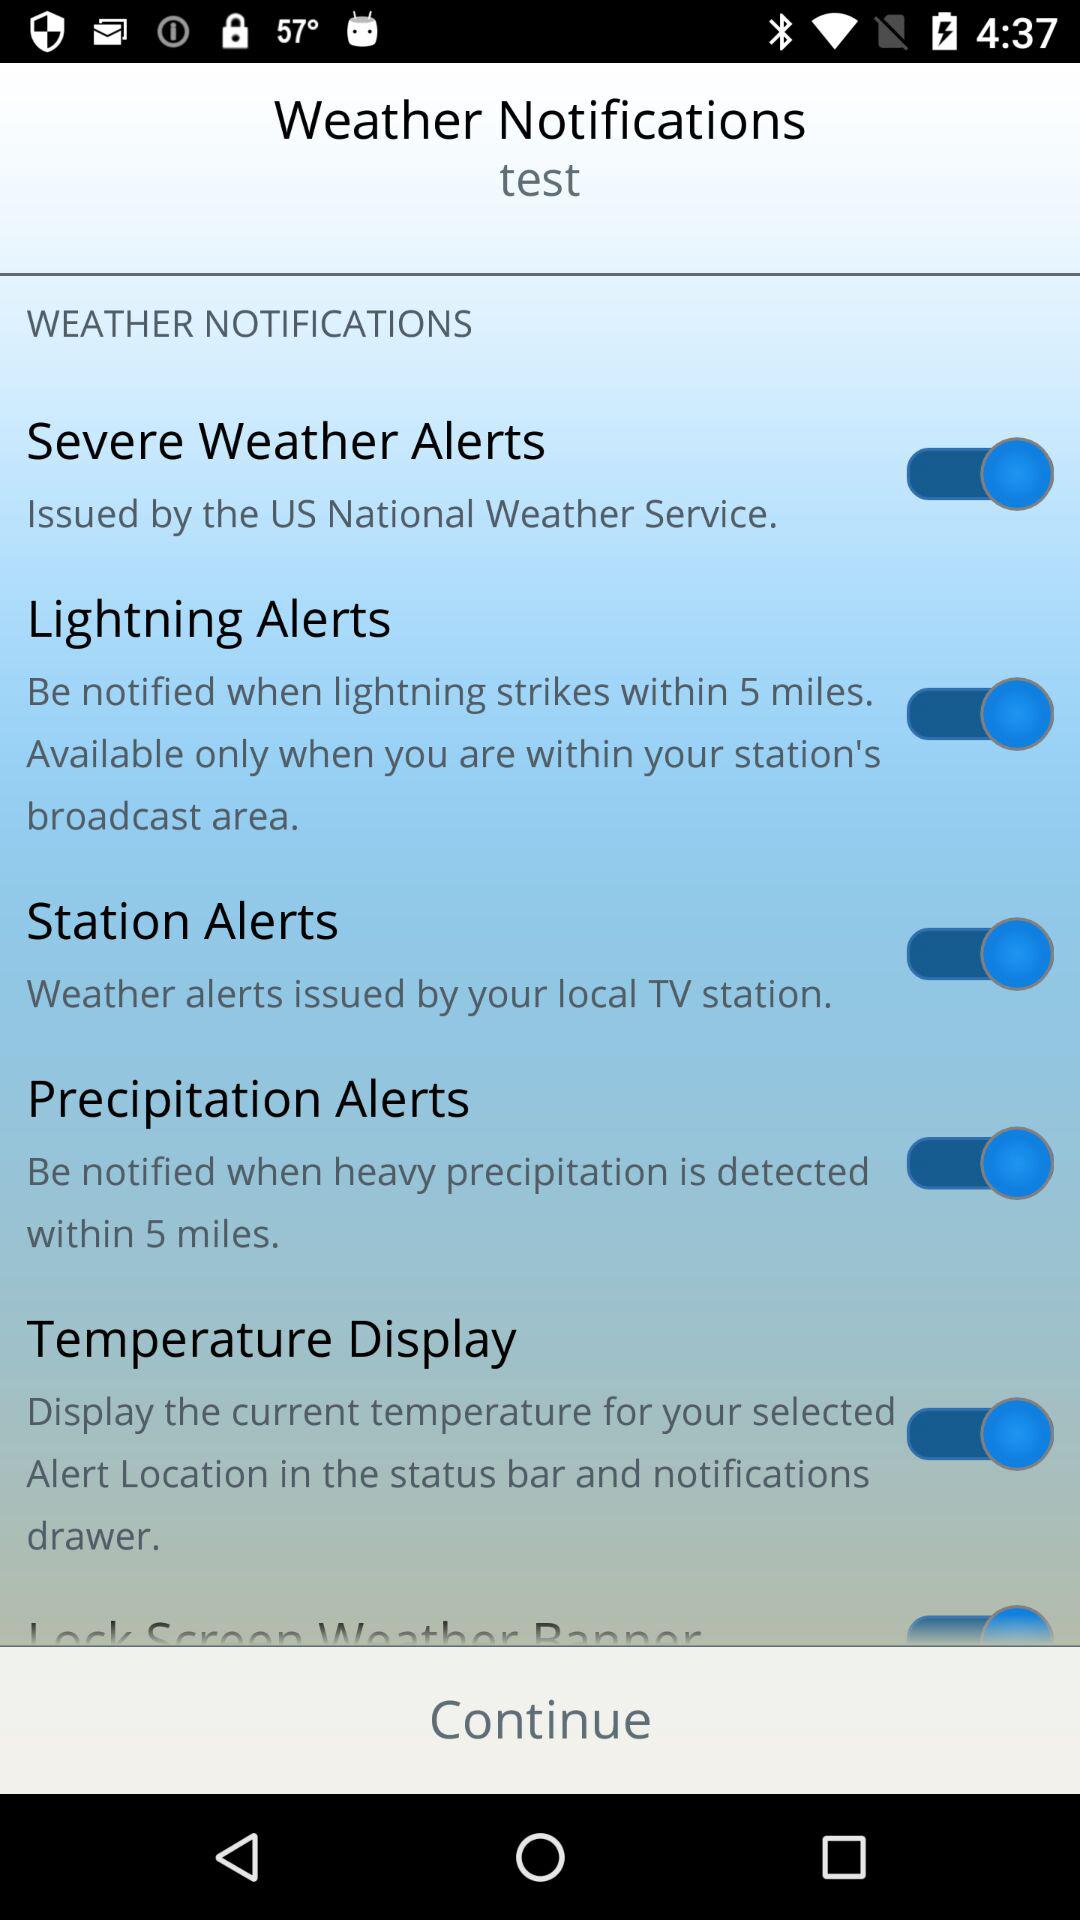 57° 4:37
Weather Notifications
test
WEATHER NOTIFICATIONS
Severe Weather Alerts
Issued by the US National Weather Service.
Lightning Alerts
Be notified when lightning strikes within 5 miles.
Available only when you are within your station's
broadcast area.
Station Alerts
Weather alerts issued by your local TV station.
Precipitation Alerts
Be notified when heavy precipitation is detected
within 5 miles.
Temperature Display
Display the current temperature for your selected
Alert Location in the status bar and notifications
drawer.
Lock Screen Weather Banner
Continue